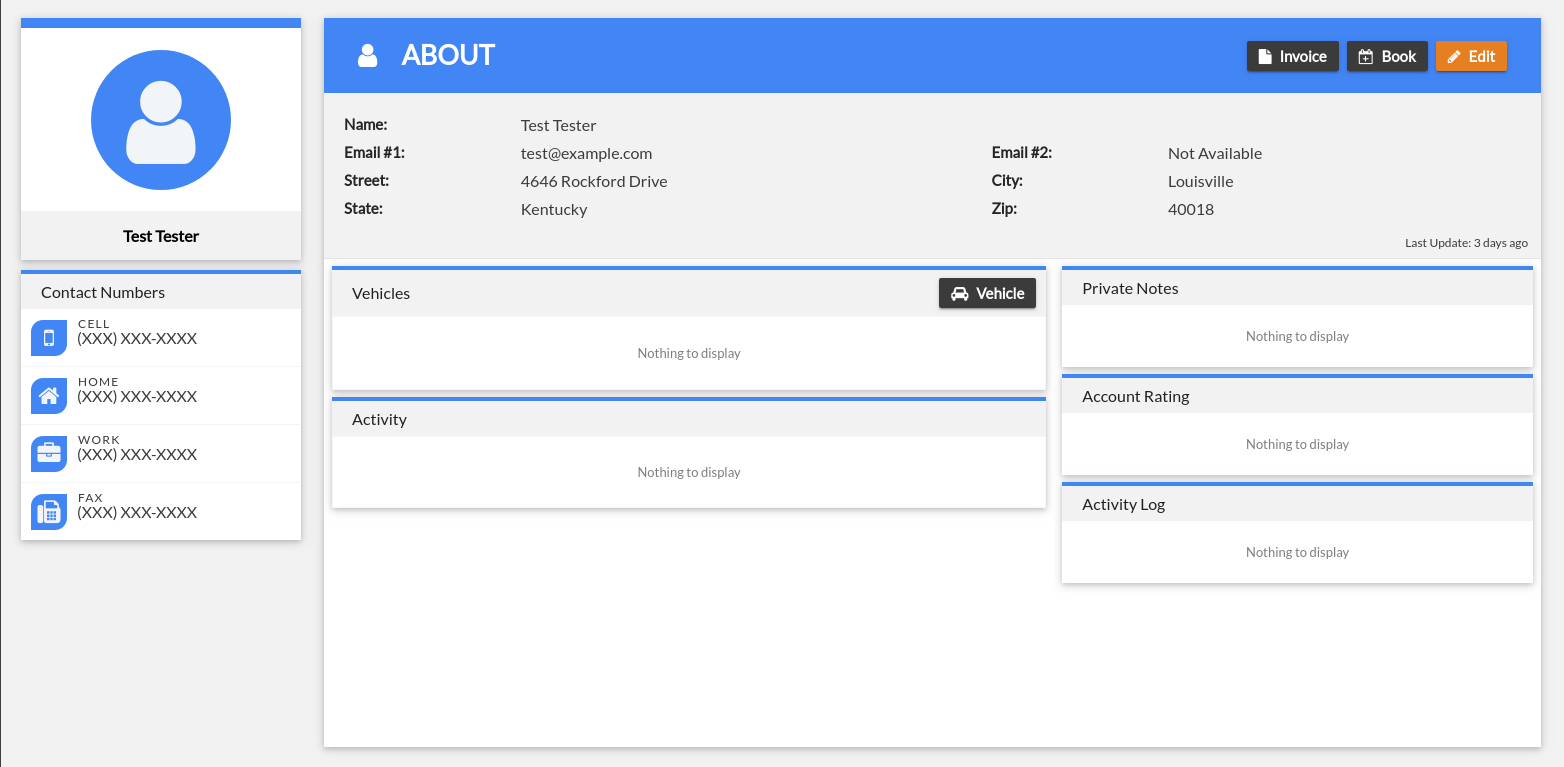 Test Tester
Contact Numbers
CELL
(XXX) XXX-XXXX
HOME
(XXX) XXX-XXXX
WORK
(XXX) XXX-XXXX
FAX
(XXX) XXX-XXXX
ABOUT
Invoice Book Edit
Name: Test Tester
Email #1: test@example.com Email #2: Not Available
Street: 4646 Rockford Drive City: Louisville
State: Kentucky Zip: 40018
Last Update: 3 days ago
Vehicles Vehicle
Nothing to display
Activity
Nothing to display
Private Notes
Nothing to display
Account Rating
Nothing to display
Activity Log
Nothing to display